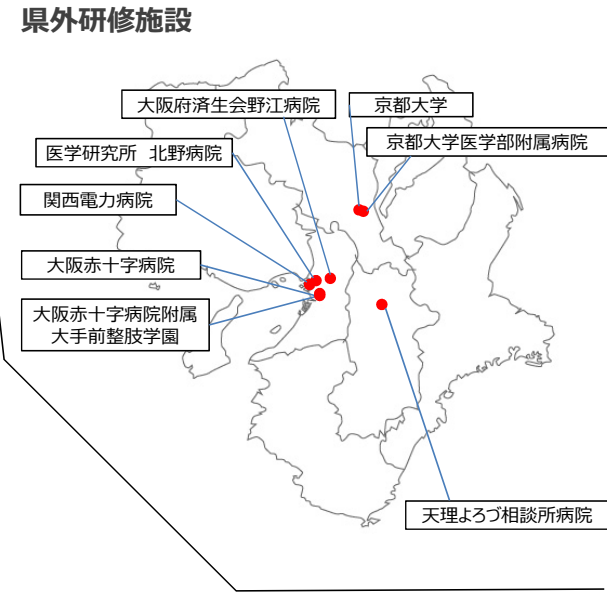 県外研修施設
大阪府済生会野江病院
京都大学
京都大学医学部附属病院
医学研究所　北野病院
関西電力病院
大阪赤十字病院
大阪赤十字病院附属
大手前整肢学園
天理よろづ相談所病院